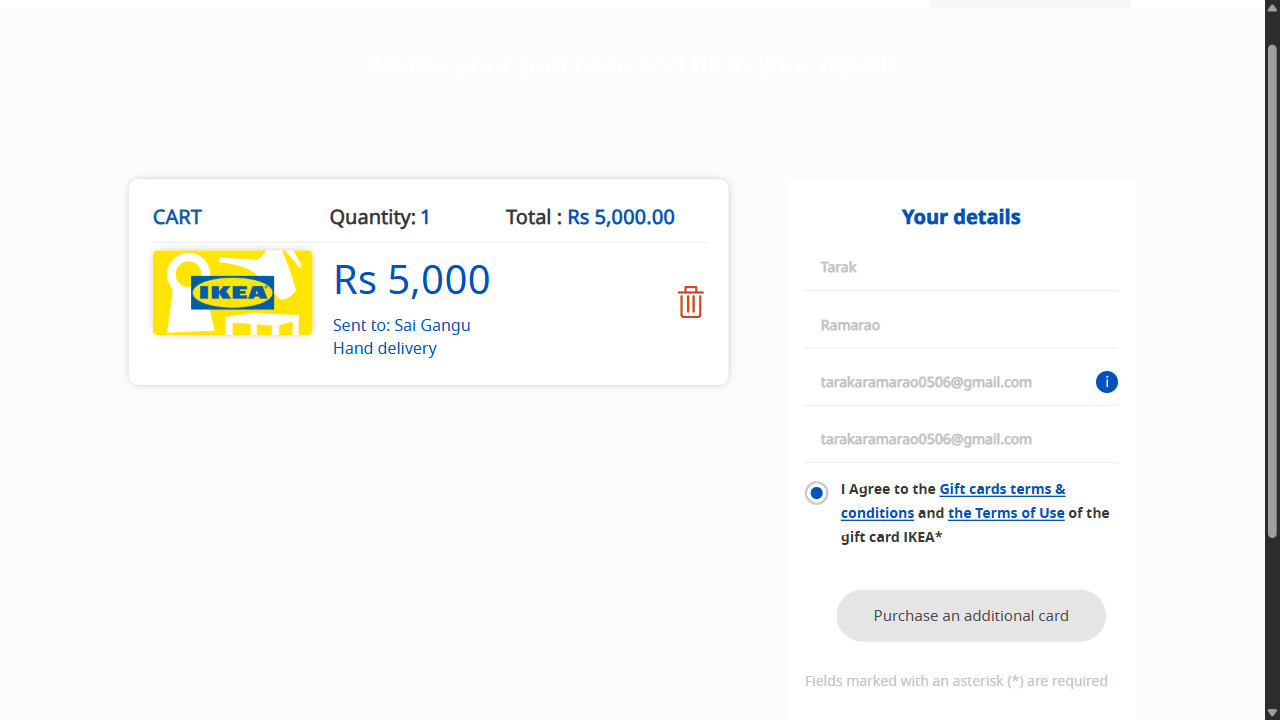 Review your purchase and fill in your details
CART Quantity: 1 Total : Rs 5,000.00
IKEA
Rs 5,000
Sent to: Sai Gangu
Hand delivery
Your details
Tarak
Ramarao
tarakaramarao0506@gmail.com i
tarakaramarao0506@gmail.com
I Agree to the Gift cards terms &
conditions and the Terms of Use of the
gift card IKEA*
Purchase an additional card
Fields marked with an asterisk (*) are required